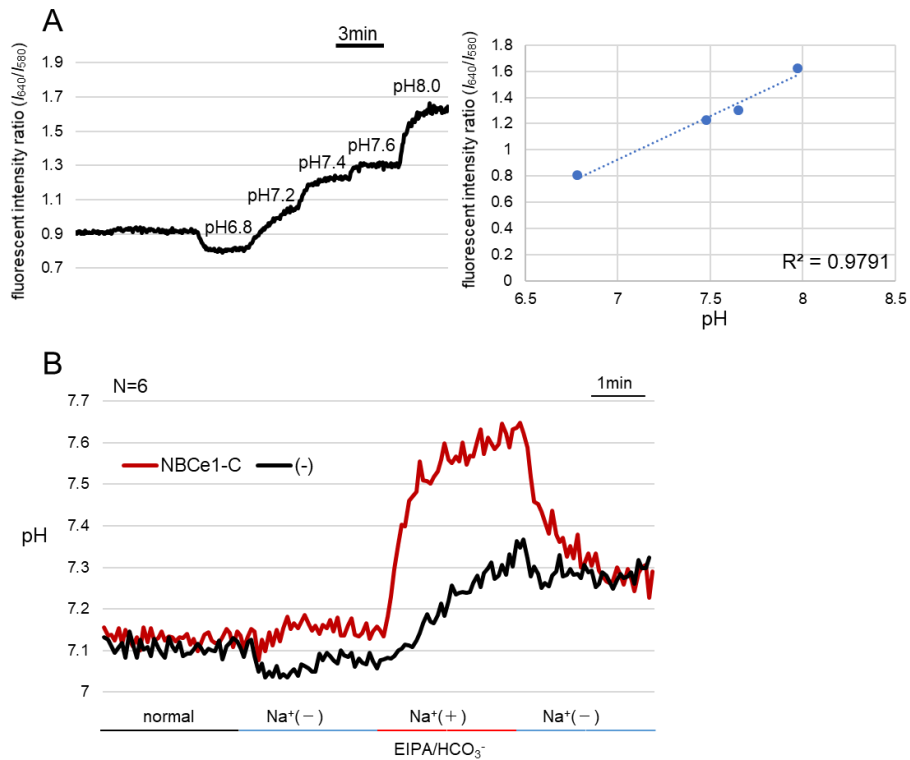 A
3min
fluorescent intensity ratio (I640/I580)
1.9
1.7
1.5
1.3
1.1
0.9
0.7
pH6.8
pH7.2
pH7.4
pH7.6
pH8.0
fluorescent intensity ratio (I640/I580)
1.8
1.6
1.4
1.2
1
0.8
0.6
0.4
0.2
0
6.5
7
7.5
8
8.5
pH
R² = 0.9791
B
N=6
1min
pH
7.7
7.6
7.5
7.4
7.3
7.2
7.1
7
NBCe1-C
(-)
normal
Na⁺(－)
Na⁺(＋)
Na⁺(－)
EIPA/HCO₃⁻